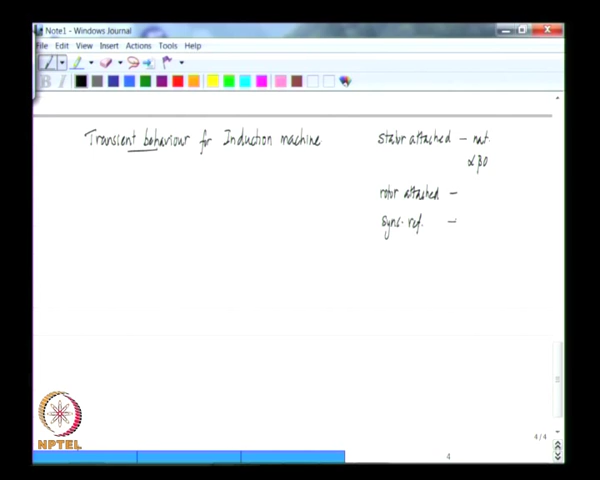 Note1 - Windows Journal
File Edit View Insert Actions Tools Help
B I
Transient behaviour for Induction machine
stator attached - nat.
αβ0
rotor attached -
sync. ref. -
NPTEL
4 / 4
4